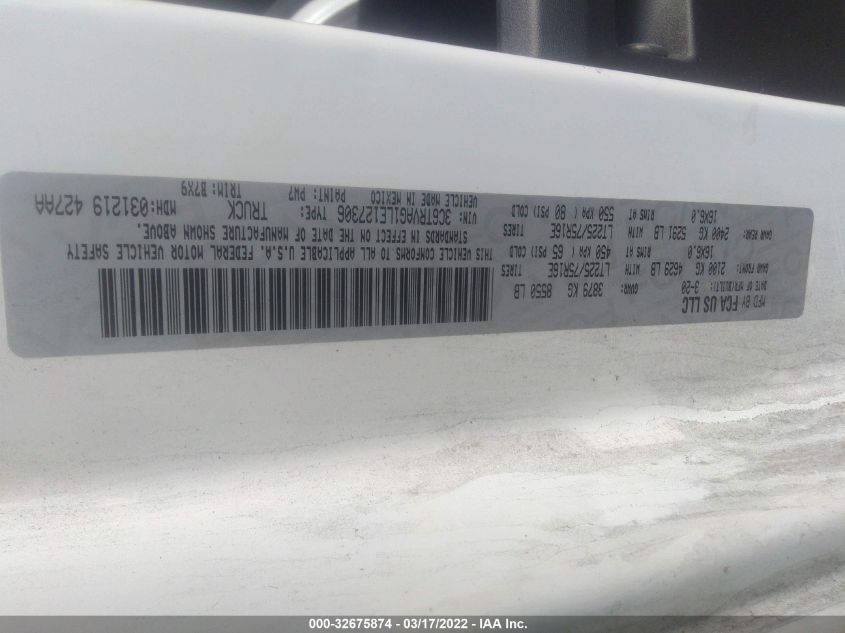 MFD BY FCA US LLC
DATE OF MFR(BUILT): 3-20 GVWR: 3879 KG 8550 LB
GAWR FRONT: 2100 KG 4629 LB WITH LT225/75R16E TIRES
16X6.0 RIMS AT 450 KPA ( 65 PSI) COLD
GAWR REAR: 2400 KG 5291 LB WITH LT225/75R16E TIRES
16X6.0 RIMS AT 550 KPA ( 80 PSI) COLD
THIS VEHICLE CONFORMS TO ALL APPLICABLE U.S.A. FEDERAL MOTOR VEHICLE SAFETY
STANDARDS IN EFFECT ON THE DATE OF MANUFACTURE SHOWN ABOVE.
VIN: 3C6TRVAG1LE127306 TYPE: TRUCK MDH:031219 427AA
VEHICLE MADE IN MEXICO PAINT: PW7 TRIM: B7X9
000-32675874 - 03/17/2022 - IAA Inc.